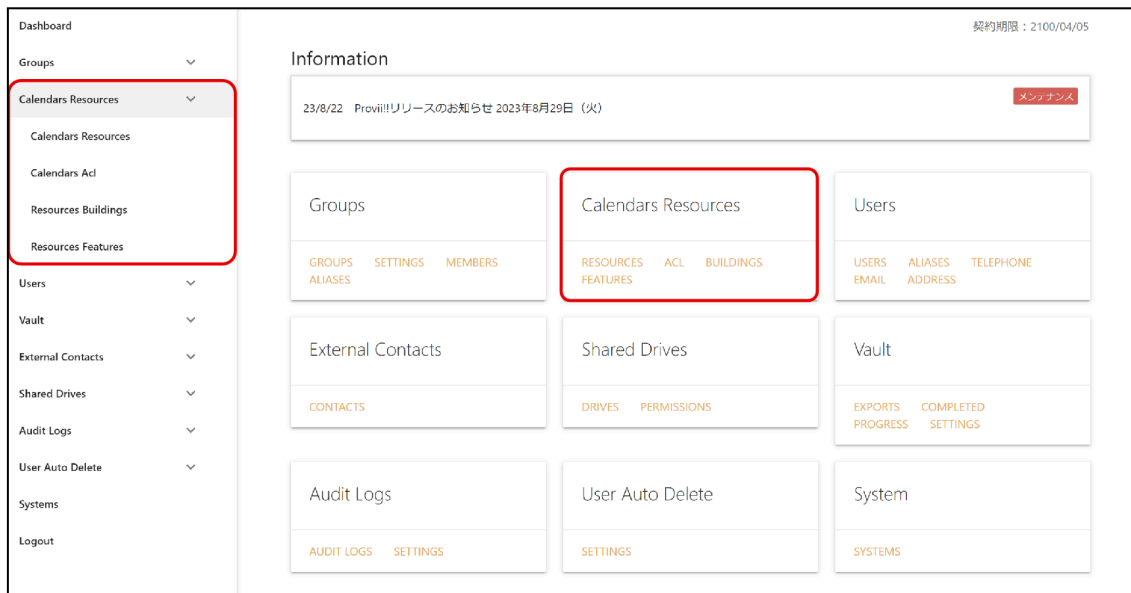 Dashboard
Groups
Calendars Resources
Calendars Resources
Calendars Acl
Resources Buildings
Resources Features
Users
Vault
External Contacts
Shared Drives
Audit Logs
User Auto Delete
Systems
Logout
契約期限：2100/04/05
Information
23/8/22 Provii!!リリースのお知らせ 2023年8月29日（火）
メンテナンス
Groups
GROUPS SETTINGS MEMBERS
ALIASES
Calendars Resources
RESOURCES ACL BUILDINGS
FEATURES
Users
USERS ALIASES TELEPHONE
EMAIL ADDRESS
External Contacts
CONTACTS
Shared Drives
DRIVES PERMISSIONS
Vault
EXPORTS COMPLETED
PROGRESS SETTINGS
Audit Logs
AUDIT LOGS SETTINGS
User Auto Delete
SETTINGS
System
SYSTEMS